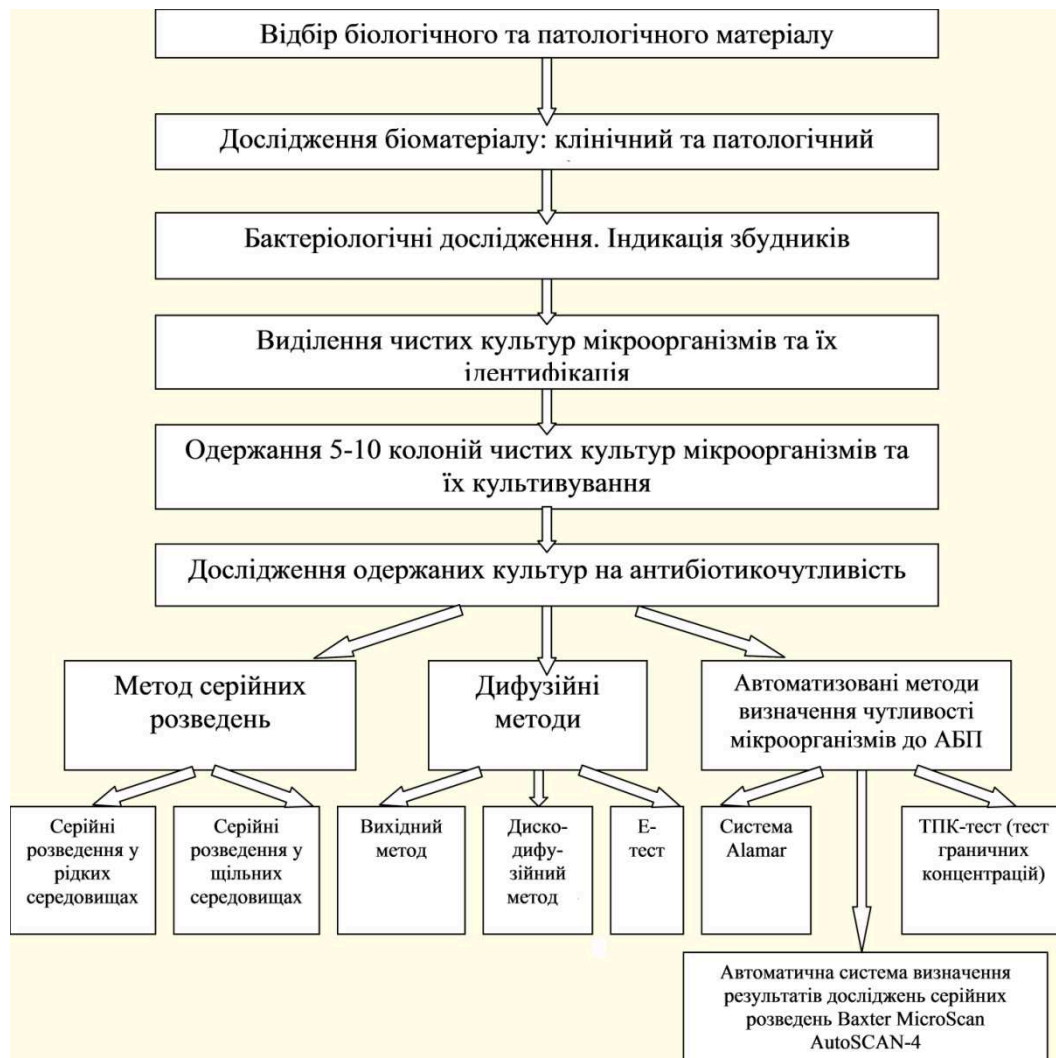 Відбір біологічного та патологічного матеріалу
Дослідження біоматеріалу: клінічний та патологічний
Бактеріологічні дослідження. Індикація збудників
Виділення чистих культур мікроорганізмів та їх
ідентифікація
Одержання 5-10 колоній чистих культур мікроорганізмів та
їх культивування
Дослідження одержаних культур на антибіотикочутливість
Метод серійних
розведень
Дифузійні
методи
Автоматизовані методи
визначення чутливості
мікроорганізмів до АБП
Серійні
розведення у
рідких
середовищах
Серійні
розведення у
щільних
середовищах
Вихідний
метод
Диско-
дифу-
зійний
метод
Е-
тест
Система
Alamar
ТПК-тест (тест
граничних
концентрацій)
Автоматична система визначення
результатів досліджень серійних
розведень Baxter MicroScan
AutoSCAN-4